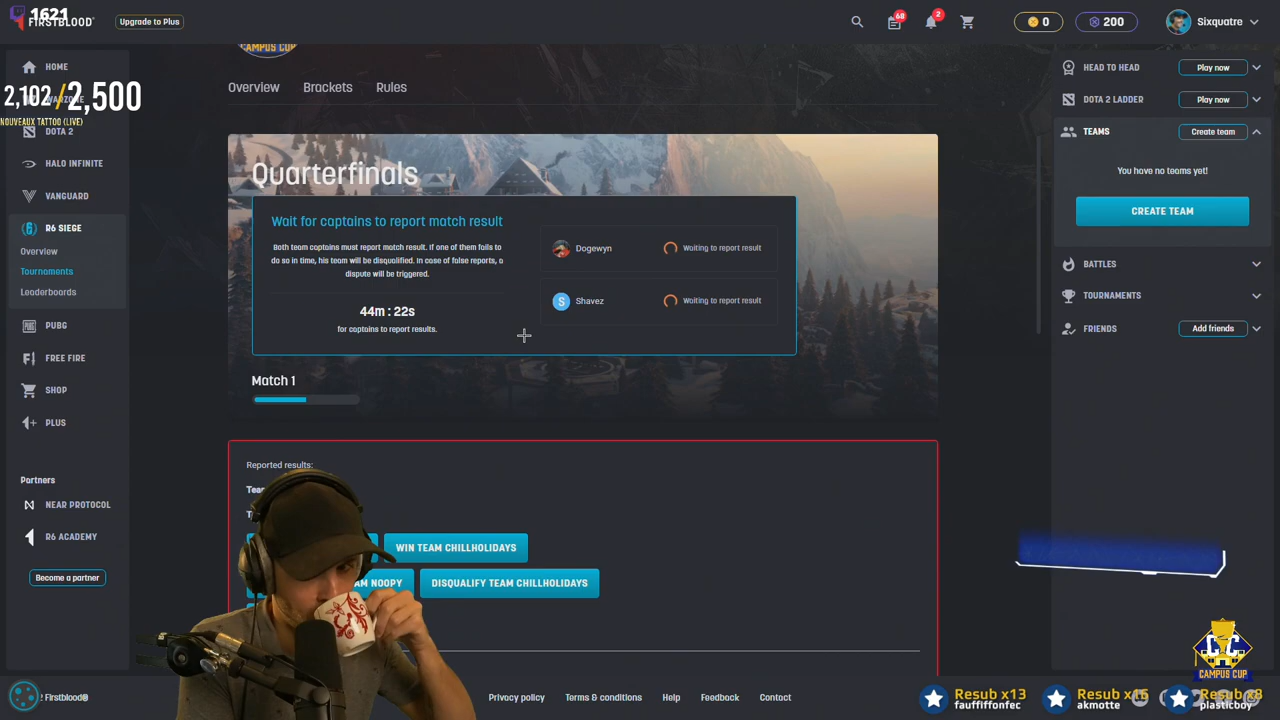 1621
FIRSTBLOOD®
Upgrade to Plus
68
2
0
200
Sixquatre
HOME
2,102 / 2,500
NOUVEAUX TATTOO (LIVE)
DOTA 2
HALO INFINITE
VANGUARD
R6 SIEGE
Overview
Tournaments
Leaderboards
PUBG
FREE FIRE
SHOP
PLUS
Partners
NEAR PROTOCOL
R6 ACADEMY
Become a partner
CAMPUS CUP
Overview
Brackets
Rules
Quarterfinals
Wait for captains to report match result
Both team captains must report match result. If one of them fails to
do so in time, his team will be disqualified. In case of false reports, a
dispute will be triggered.
44m : 22s
for captains to report results.
Dogewyn
Waiting to report result
S
Shavez
Waiting to report result
Match 1
Reported results:
WIN TEAM CHILLHOLIDAYS
NOOPY
DISQUALIFY TEAM CHILLHOLIDAYS
HEAD TO HEAD
Play now
DOTA 2 LADDER
Play now
TEAMS
Create team
You have no teams yet!
CREATE TEAM
BATTLES
TOURNAMENTS
FRIENDS
Add friends
CC
CAMPUS CUP
Firstblood®
Privacy policy
Terms & conditions
Help
Feedback
Contact
Resub x13
fauffiffonfec
akmotte
plasticboy